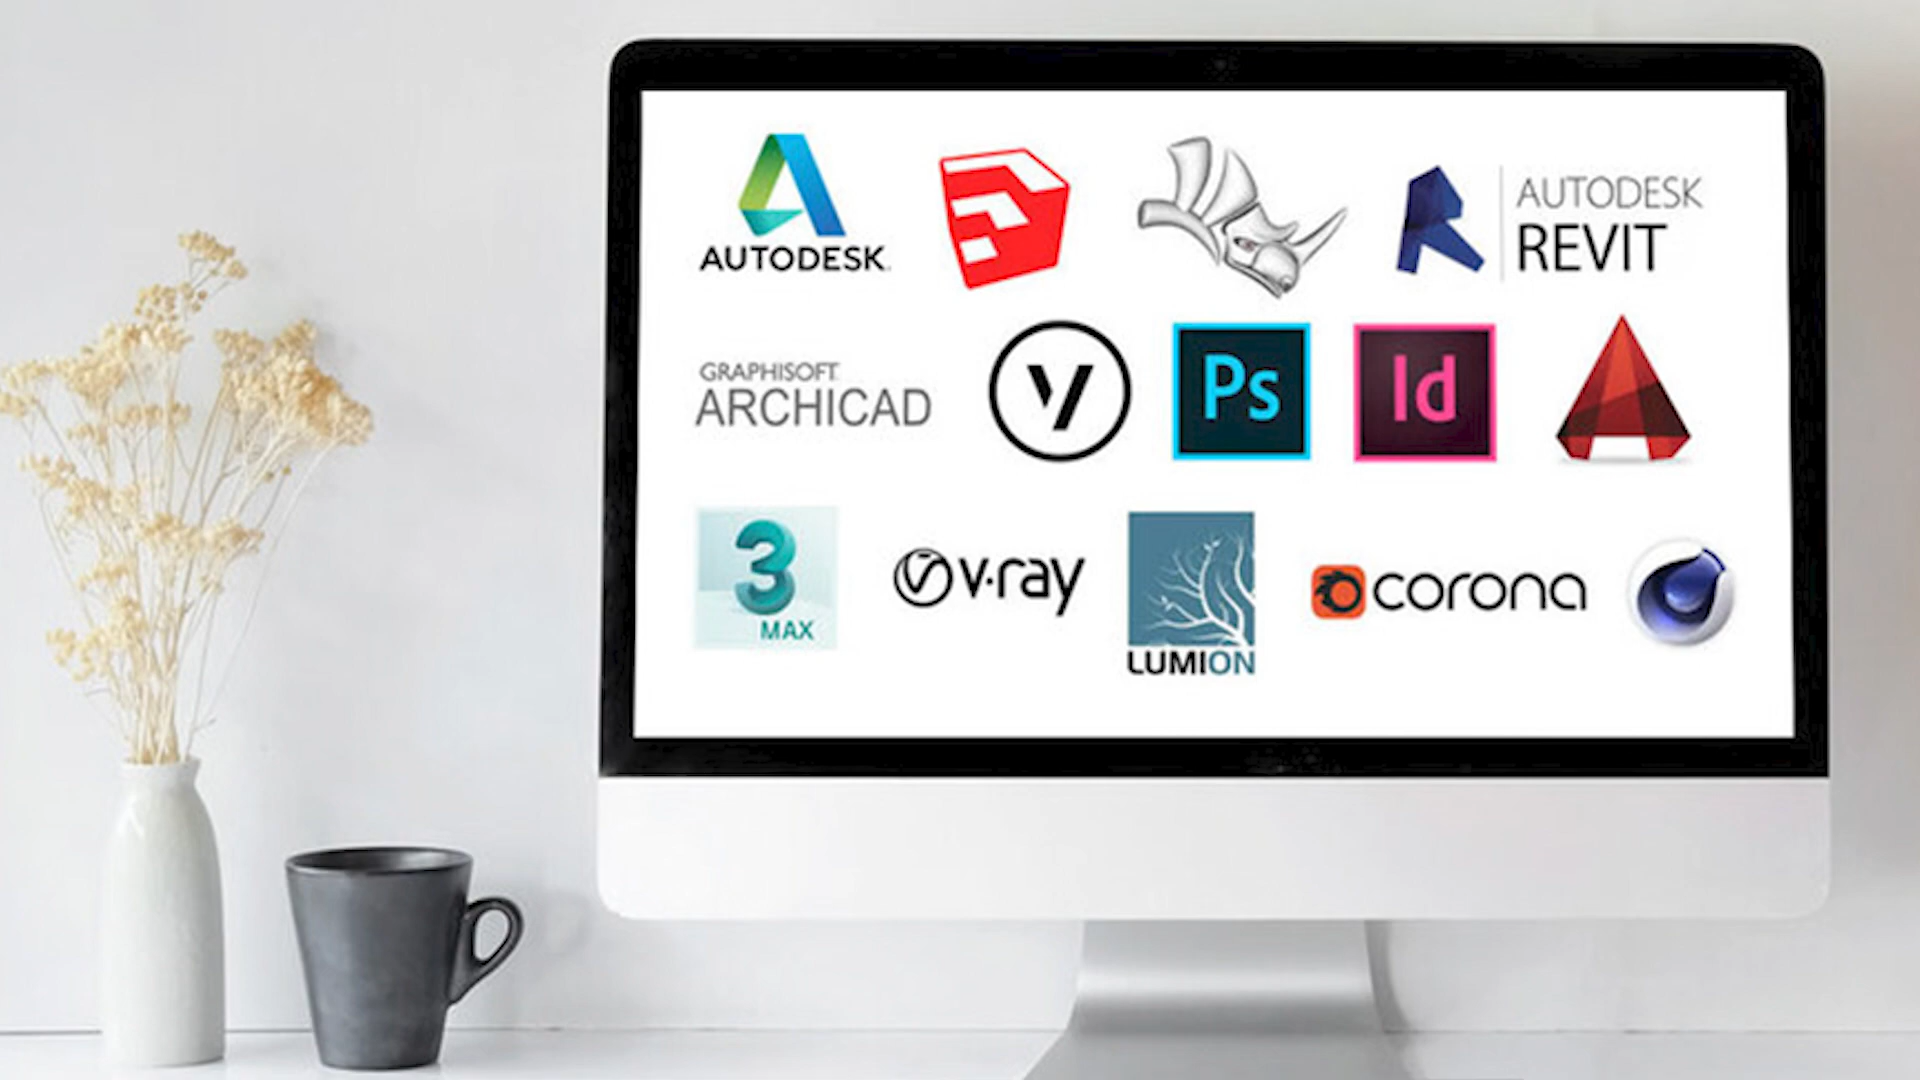 AUTODESK.
AUTODESK
REVIT
GRAPHISOFT
ARCHICAD
Ps
Id
3
MAX
v·ray
LUMION
corona